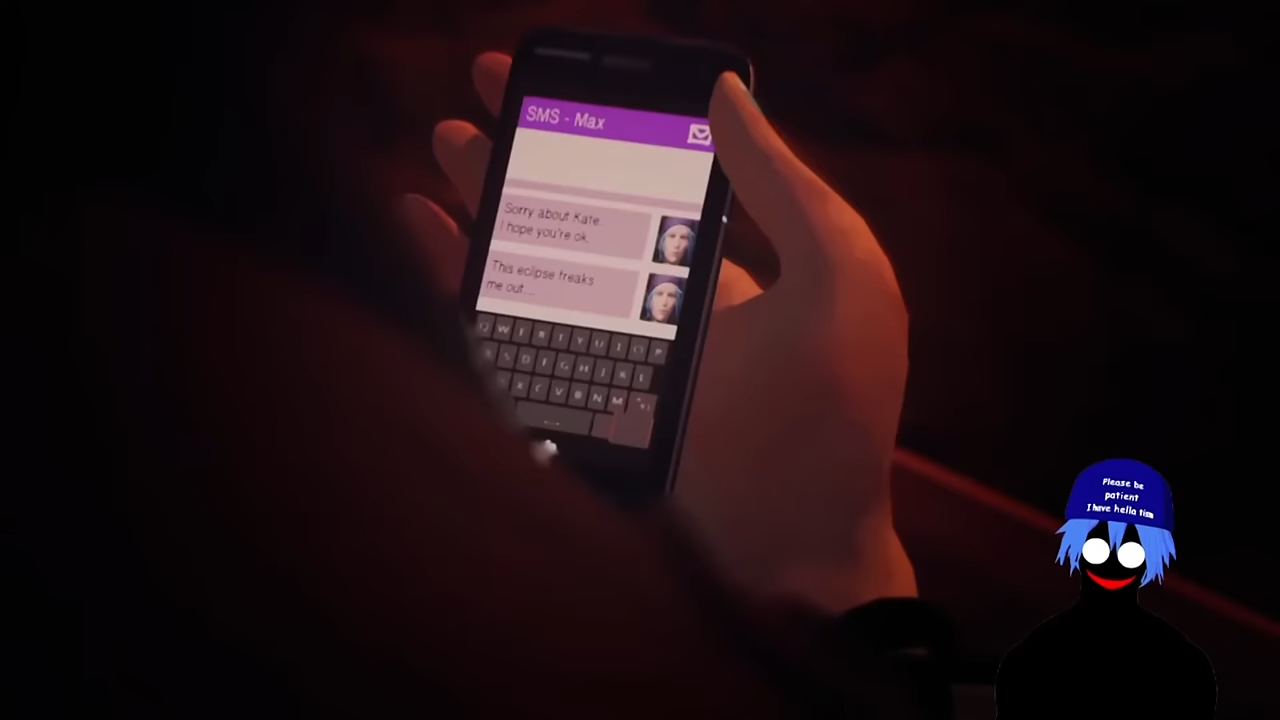 SMS - Max
Sorry about Kate.
I hope you're ok.
This eclipse freaks
me out...
Q W E R T Y U I O P
S D F G H J K L
X C V B N M
Please be
patient
I have hella